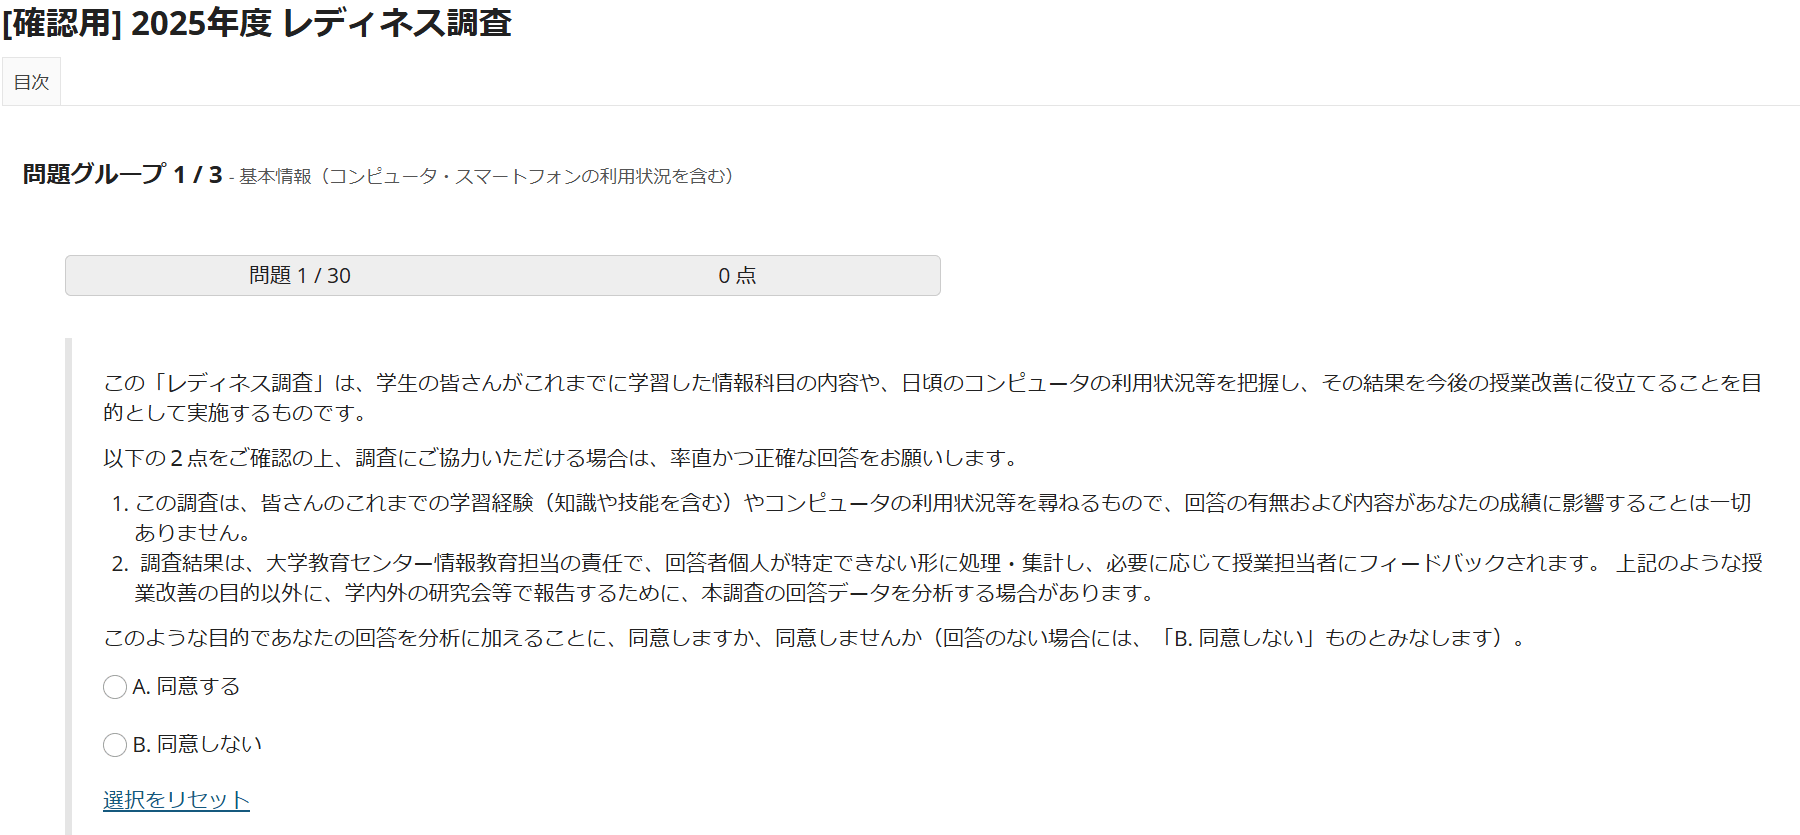 [確認用] 2025年度 レディネス調査
目次
問題グループ 1 / 3 - 基本情報（コンピュータ・スマートフォンの利用状況を含む）
問題 1 / 30 0 点
この「レディネス調査」は、学生の皆さんがこれまでに学習した情報科目の内容や、日頃のコンピュータの利用状況等を把握し、その結果を今後の授業改善に役立てることを目
的として実施するものです。
以下の２点をご確認の上、調査にご協力いただける場合は、率直かつ正確な回答をお願いします。
1. この調査は、皆さんのこれまでの学習経験（知識や技能を含む）やコンピュータの利用状況等を尋ねるもので、回答の有無および内容があなたの成績に影響することは一切
ありません。
2. 調査結果は、大学教育センター情報教育担当の責任で、回答者個人が特定できない形に処理・集計し、必要に応じて授業担当者にフィードバックされます。 上記のような授
業改善の目的以外に、学内外の研究会等で報告するために、本調査の回答データを分析する場合があります。
このような目的であなたの回答を分析に加えることに、同意しますか、同意しませんか（回答のない場合には、「B. 同意しない」ものとみなします）。
A. 同意する
B. 同意しない
選択をリセット